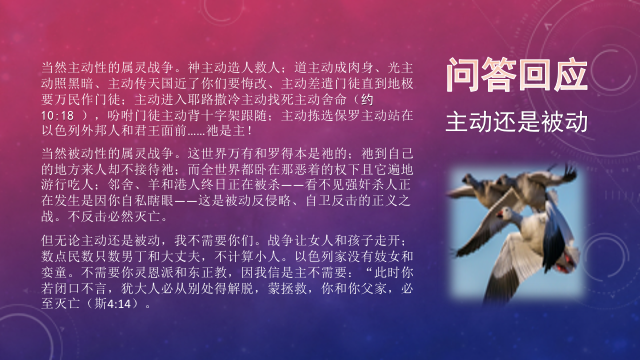 当然主动性的属灵战争。神主动造人救人；道主动成肉身、光主
动照黑暗、主动传天国近了你们要悔改、主动差遣门徒直到地极
要万民作门徒；主动进入耶路撒冷主动找死主动舍命（约
10:18 ），吩咐门徒主动背十字架跟随；主动拣选保罗主动站在
以色列外邦人和君王面前……祂是主！
当然被动性的属灵战争。这世界万有和罗得本是祂的；祂到自己
的地方来人却不接待祂；而全世界都卧在那恶着的权下且它遍地
游行吃人；邻舍、羊和港人终日正在被杀——看不见强奸杀人正
在发生是因你自私瞎眼——这是被动反侵略、自卫反击的正义之
战。不反击必然灭亡。
但无论主动还是被动，我不需要你们。战争让女人和孩子走开；
数点民数只数男丁和大丈夫，不计算小人。以色列家没有妓女和
娈童。不需要你灵恩派和东正教，因我信是主不需要：“此时你
若闭口不言，犹大人必从别处得解脱，蒙拯救，你和你父家，必
至灭亡（斯4:14）。
问答回应
主动还是被动